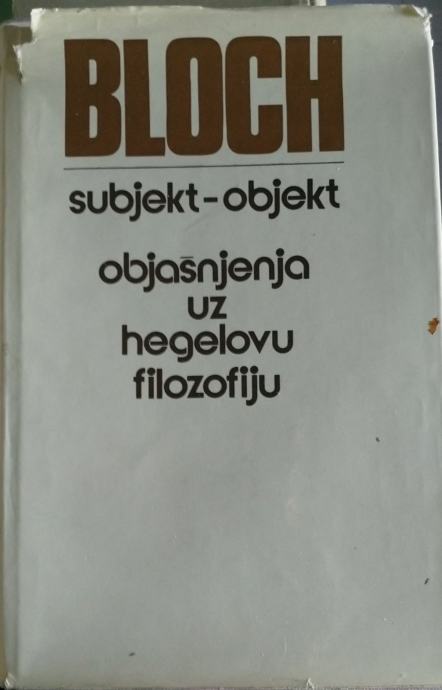 BLOCH
subjekt-objekt
objašnjenja
uz
hegelovu
filozofiju